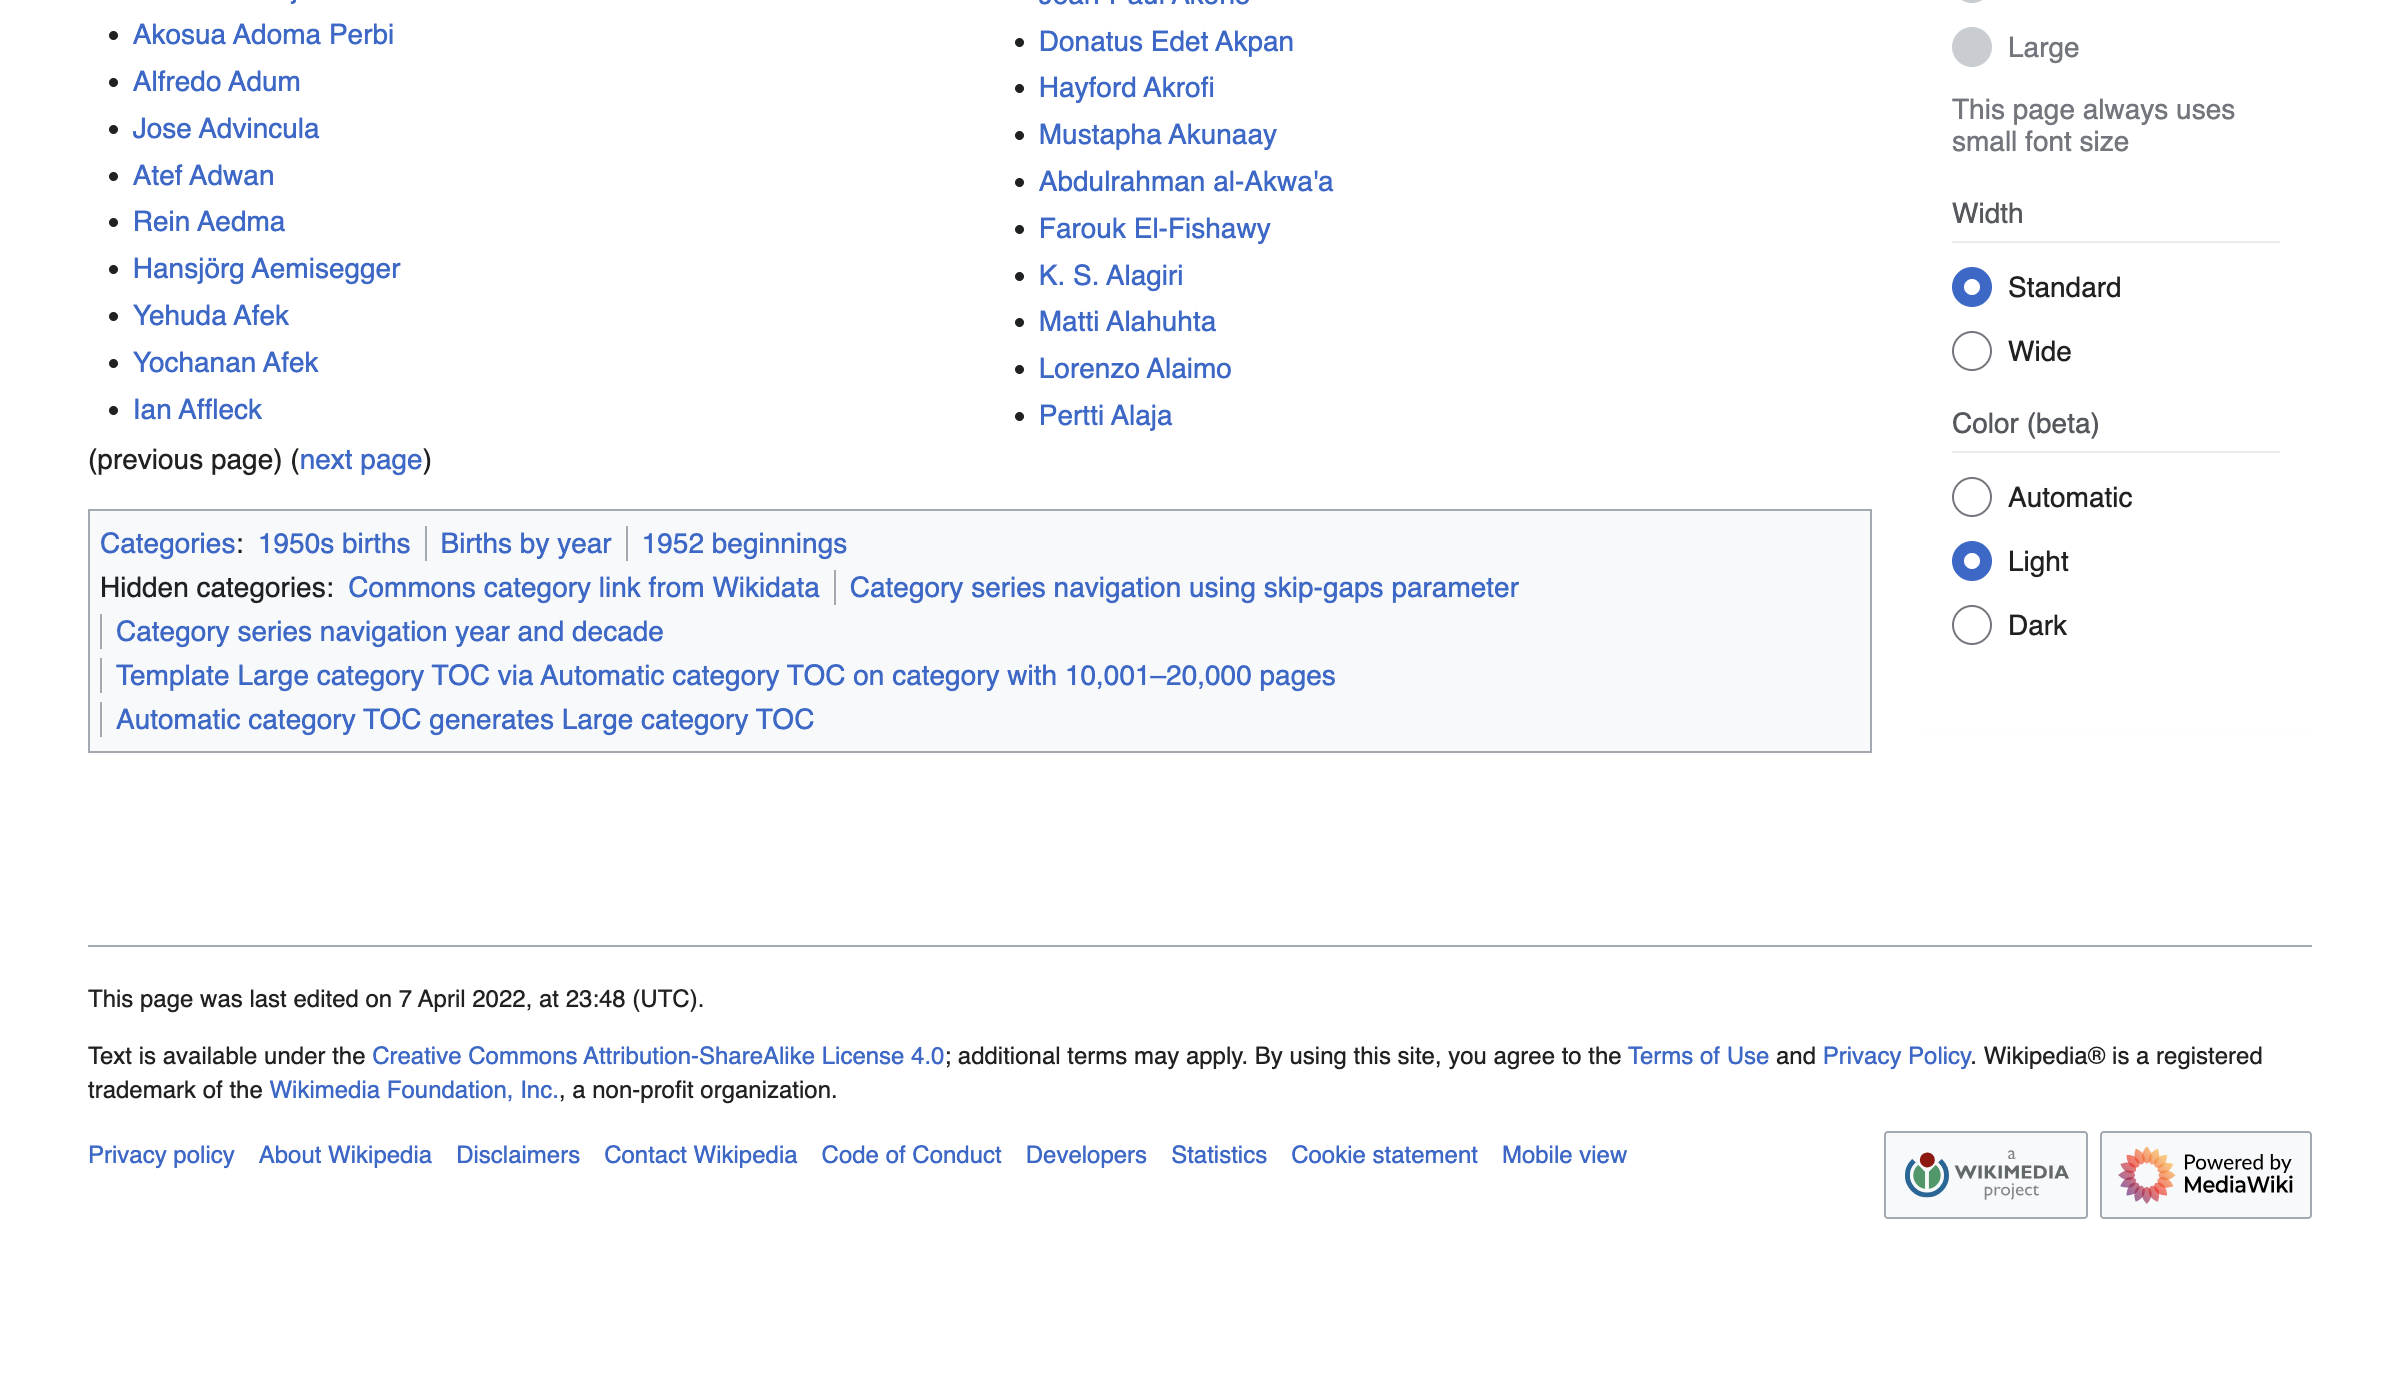 Akosua Adoma Perbi
Alfredo Adum
Jose Advincula
Atef Adwan
Rein Aedma
Hansjörg Aemisegger
Yehuda Afek
Yochanan Afek
Ian Affleck
Donatus Edet Akpan
Hayford Akrofi
Mustapha Akunaay
Abdulrahman al-Akwa'a
Farouk El-Fishawy
K. S. Alagiri
Matti Alahuhta
Lorenzo Alaimo
Pertti Alaja
(previous page) (next page)
Categories: 1950s births | Births by year | 1952 beginnings
Hidden categories: Commons category link from Wikidata | Category series navigation using skip-gaps parameter
| Category series navigation year and decade
| Template Large category TOC via Automatic category TOC on category with 10,001–20,000 pages
| Automatic category TOC generates Large category TOC
Large
This page always uses
small font size
Width
Standard
Wide
Color (beta)
Automatic
Light
Dark
This page was last edited on 7 April 2022, at 23:48 (UTC).
Text is available under the Creative Commons Attribution-ShareAlike License 4.0; additional terms may apply. By using this site, you agree to the Terms of Use and Privacy Policy. Wikipedia® is a registered
trademark of the Wikimedia Foundation, Inc., a non-profit organization.
Privacy policy About Wikipedia Disclaimers Contact Wikipedia Code of Conduct Developers Statistics Cookie statement Mobile view
a
WIKIMEDIA
project
Powered by
MediaWiki